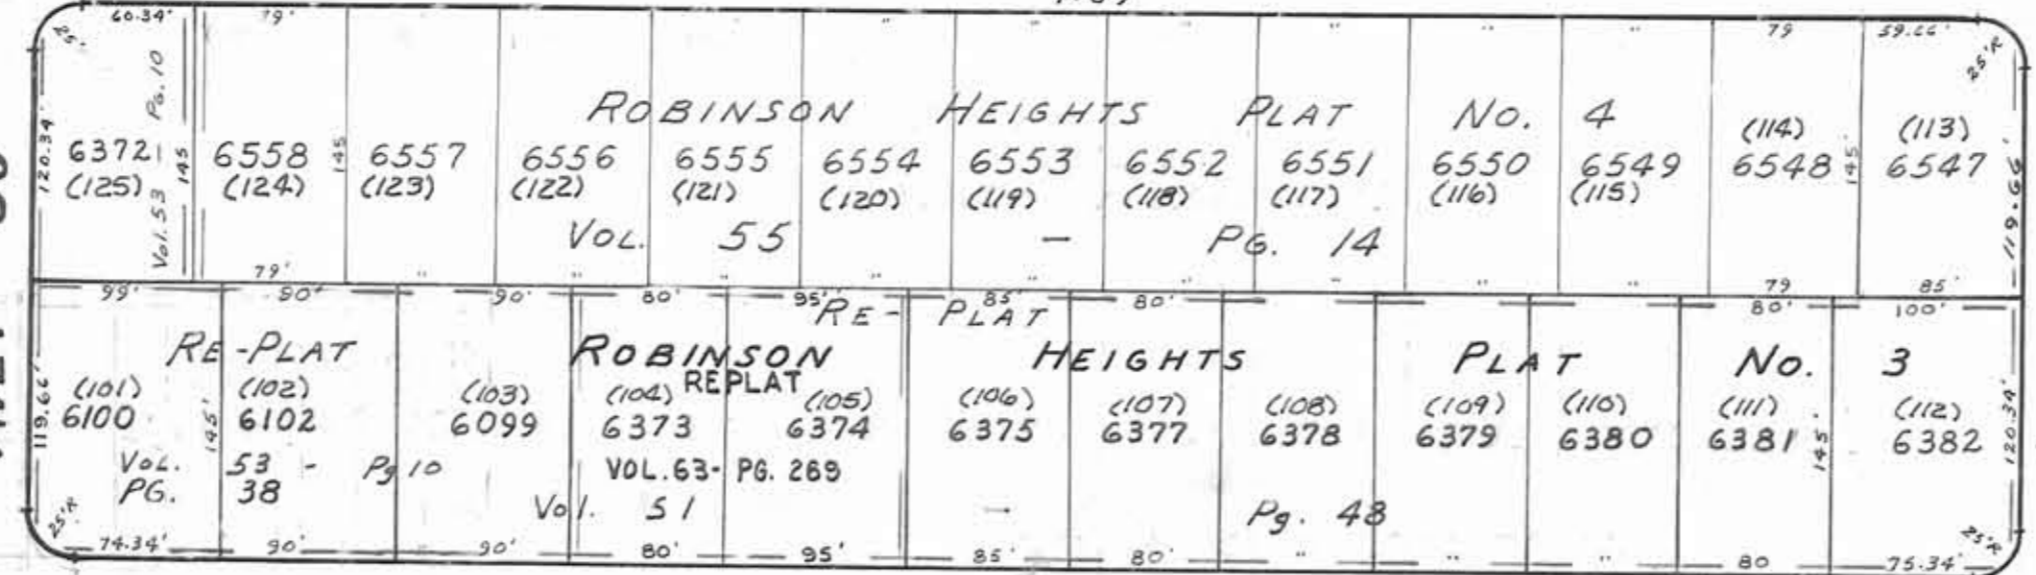 60.34' 79' " " " " " 79 59.66'
25' 25'R
Vol. 53 - Pg. 10
ROBINSON HEIGHTS PLAT No. 4
(114) (113)
120.34' 6372 145 6558 145 6557 6556 6555 6554 6553 6552 6551 6550 6549 6548 145' 6547 119.66'
(125) (124) (123) (122) (121) (120) (119) (118) (117) (116) (115)
VOL. 55 - PG. 14
79' " " " " " " " " 79 85'
99' 90' 90' 80' 95' 85' 80' 80' 100'
RE-PLAT
RE-PLAT ROBINSON HEIGHTS PLAT No. 3
REPLAT
(101) (102) (103) (104) (105) (106) (107) (108) (109) (110) (111) (112)
119.66' 6100 145' 6102 6099 6373 6374 6375 6377 6378 6379 6380 6381 145' 6382 120.34'
VOL. 53 - Pg 10 VOL. 63- PG. 269
PG. 38
Vol. 51 - Pg. 48
25'R 25'R
74.34' 90' 90' 80' 95' 85' 80' " " " 80 75.34'